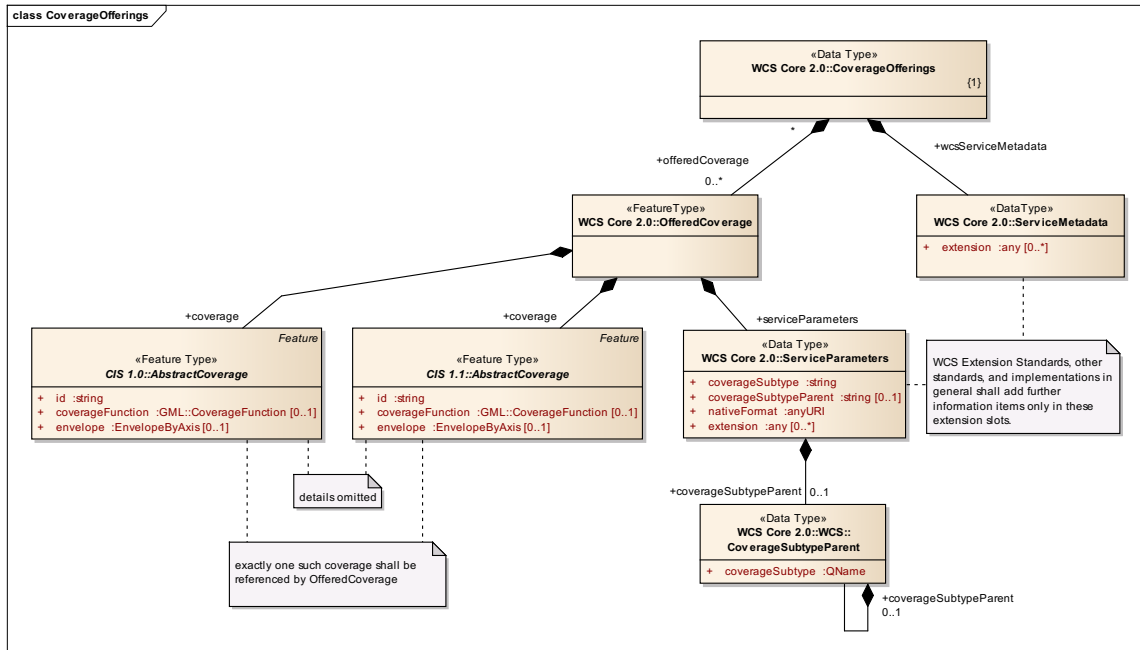 class CoverageOfferings
«Data Type»
WCS Core 2.0::CoverageOfferings
{1}
*
+offeredCoverage
0..*
+wcsServiceMetadata
«FeatureType»
WCS Core 2.0::OfferedCoverage
«DataType»
WCS Core 2.0::ServiceMetadata
+ extension :any [0..*]
+coverage
+coverage
+serviceParameters
Feature
«Feature Type»
CIS 1.0::AbstractCoverage
+ id :string
+ coverageFunction :GML::CoverageFunction [0..1]
+ envelope :EnvelopeByAxis [0..1]
Feature
«Feature Type»
CIS 1.1::AbstractCoverage
+ id :string
+ coverageFunction :GML::CoverageFunction [0..1]
+ envelope :EnvelopeByAxis [0..1]
«Data Type»
WCS Core 2.0::ServiceParameters
+ coverageSubtype :string
+ coverageSubtypeParent :string [0..1]
+ nativeFormat :anyURI
+ extension :any [0..*]
WCS Extension Standards, other
standards, and implementations in
general shall add further
information items only in these
extension slots.
details omitted
exactly one such coverage shall be
referenced by OfferedCoverage
+coverageSubtypeParent
0..1
«Data Type»
WCS Core 2.0::WCS::
CoverageSubtypeParent
+ coverageSubtype :QName
+coverageSubtypeParent
0..1